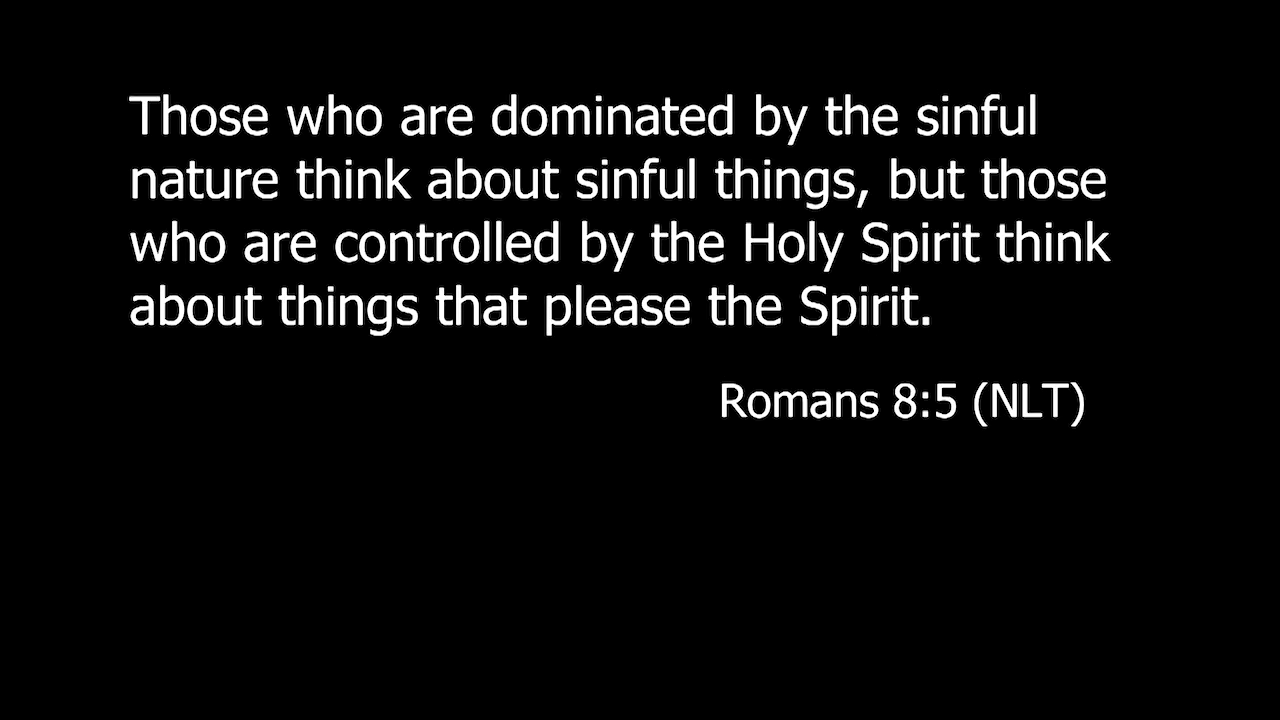 Those who are dominated by the sinful
nature think about sinful things, but those
who are controlled by the Holy Spirit think
about things that please the Spirit.
Romans 8:5 (NLT)